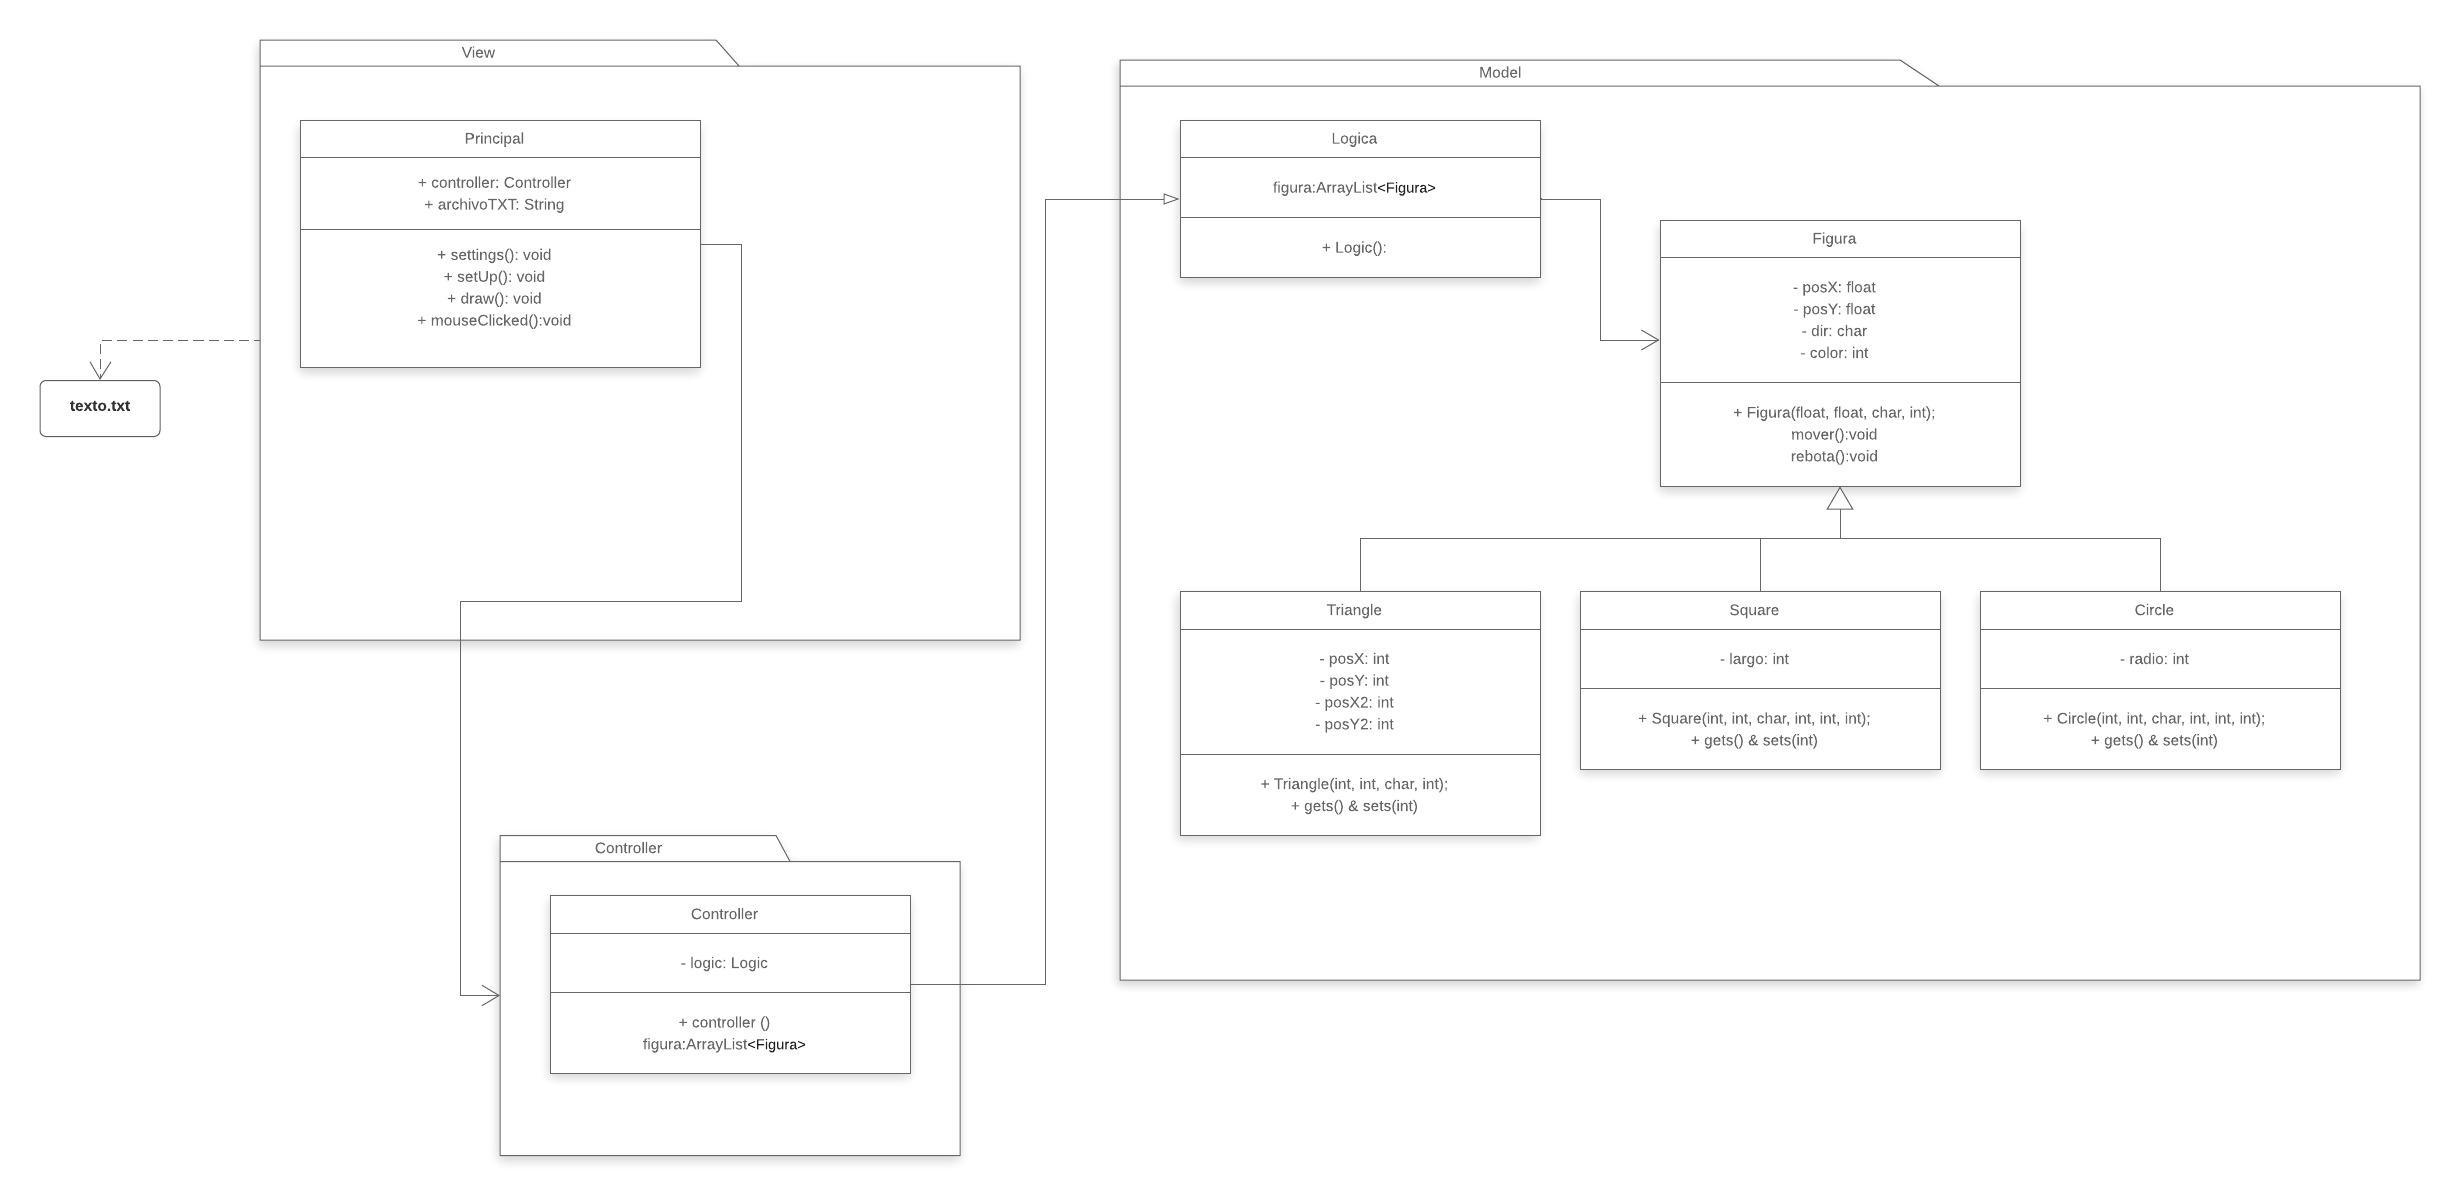 View
Principal
+ controller: Controller
+ archivoTXT: String
+ settings(): void
+ setUp(): void
+ draw(): void
+ mouseClicked():void
texto.txt
Controller
Controller
- logic: Logic
+ controller ()
figura:ArrayList<Figura>
Model
Logica
figura:ArrayList<Figura>
+ Logic():
Figura
- posX: float
- posY: float
- dir: char
- color: int
+ Figura(float, float, char, int);
mover():void
rebota():void
Triangle
- posX: int
- posY: int
- posX2: int
- posY2: int
+ Triangle(int, int, char, int);
+ gets() & sets(int)
Square
- largo: int
+ Square(int, int, char, int, int, int);
+ gets() & sets(int)
Circle
- radio: int
+ Circle(int, int, char, int, int, int);
+ gets() & sets(int)